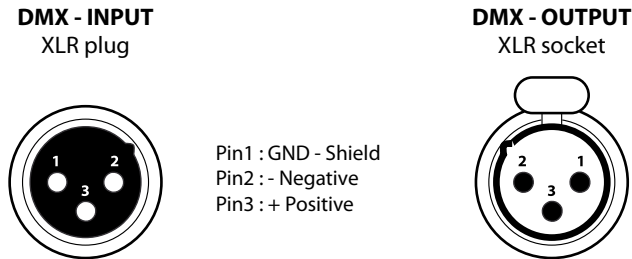 DMX - INPUT
XLR plug
1 2
3
Pin1 : GND - Shield
Pin2 : - Negative
Pin3 : + Positive
DMX - OUTPUT
XLR socket
2 1
3